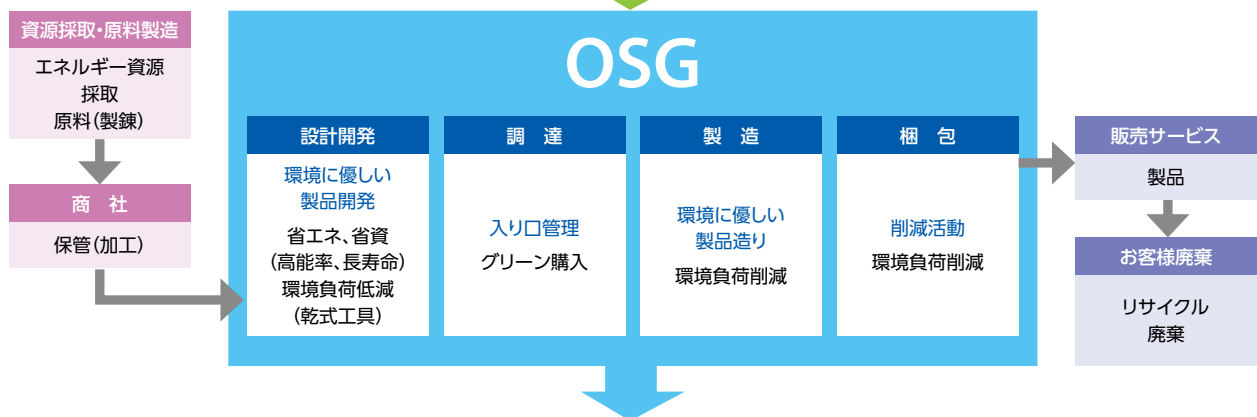 資源採取・原料製造
エネルギー資源
採取
原料(製錬)
商　社
保管(加工)
OSG
設計開発
環境に優しい
製品開発
省エネ、省資
(高能率、長寿命)
環境負荷低減
(乾式工具)
調　達
入り口管理
グリーン購入
製　造
環境に優しい
製品造り
環境負荷削減
梱　包
削減活動
環境負荷削減
販売サービス
製品
お客様廃棄
リサイクル
廃棄